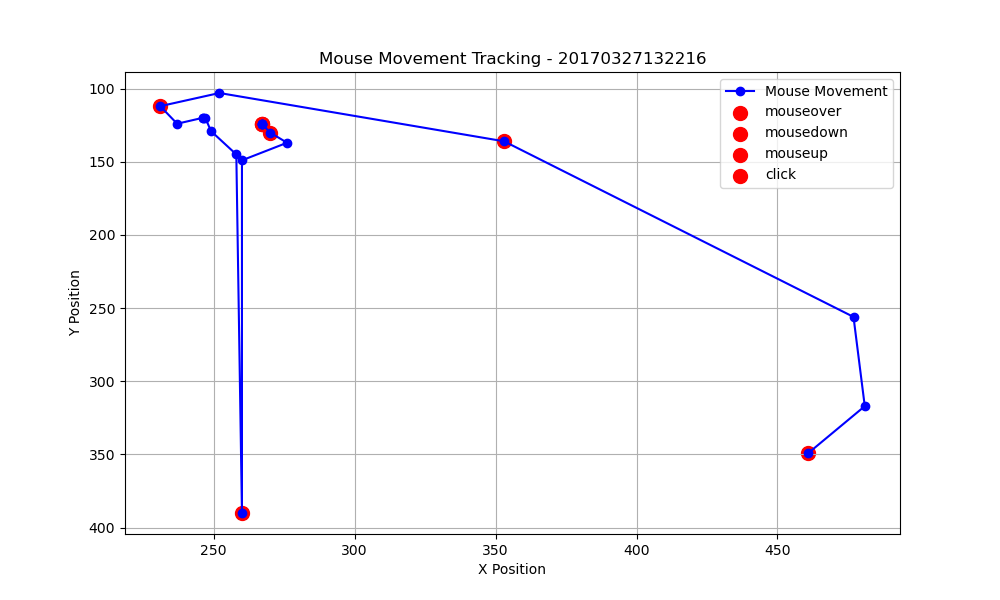 Mouse Movement Tracking - 20170327132216
Mouse Movement
mouseover
mousedown
mouseup
click
100
150
200
250
300
350
400
Y Position
250
300
350
400
450
X Position